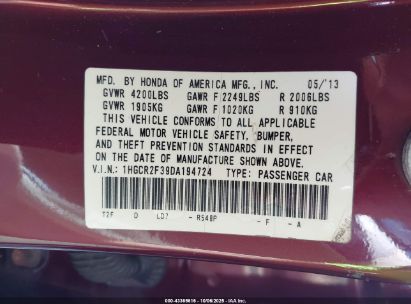 MFD. BY HONDA OF AMERICA MFG., INC. 05/'13
GVWR 4200LBS GAWR F 2249LBS R 2006LBS
GVWR 1905KG GAWR F 1020KG R 910KG
THIS VEHICLE CONFORMS TO ALL APPLICABLE
FEDERAL MOTOR VEHICLE SAFETY, BUMPER,
AND THEFT PREVENTION STANDARDS IN EFFECT
ON THE DATE OF MANUFACTURE SHOWN ABOVE.
V.I.N.: 1HGCR2F39DA194724 TYPE: PASSENGER CAR
T2F D LD7 - R548P - F - A